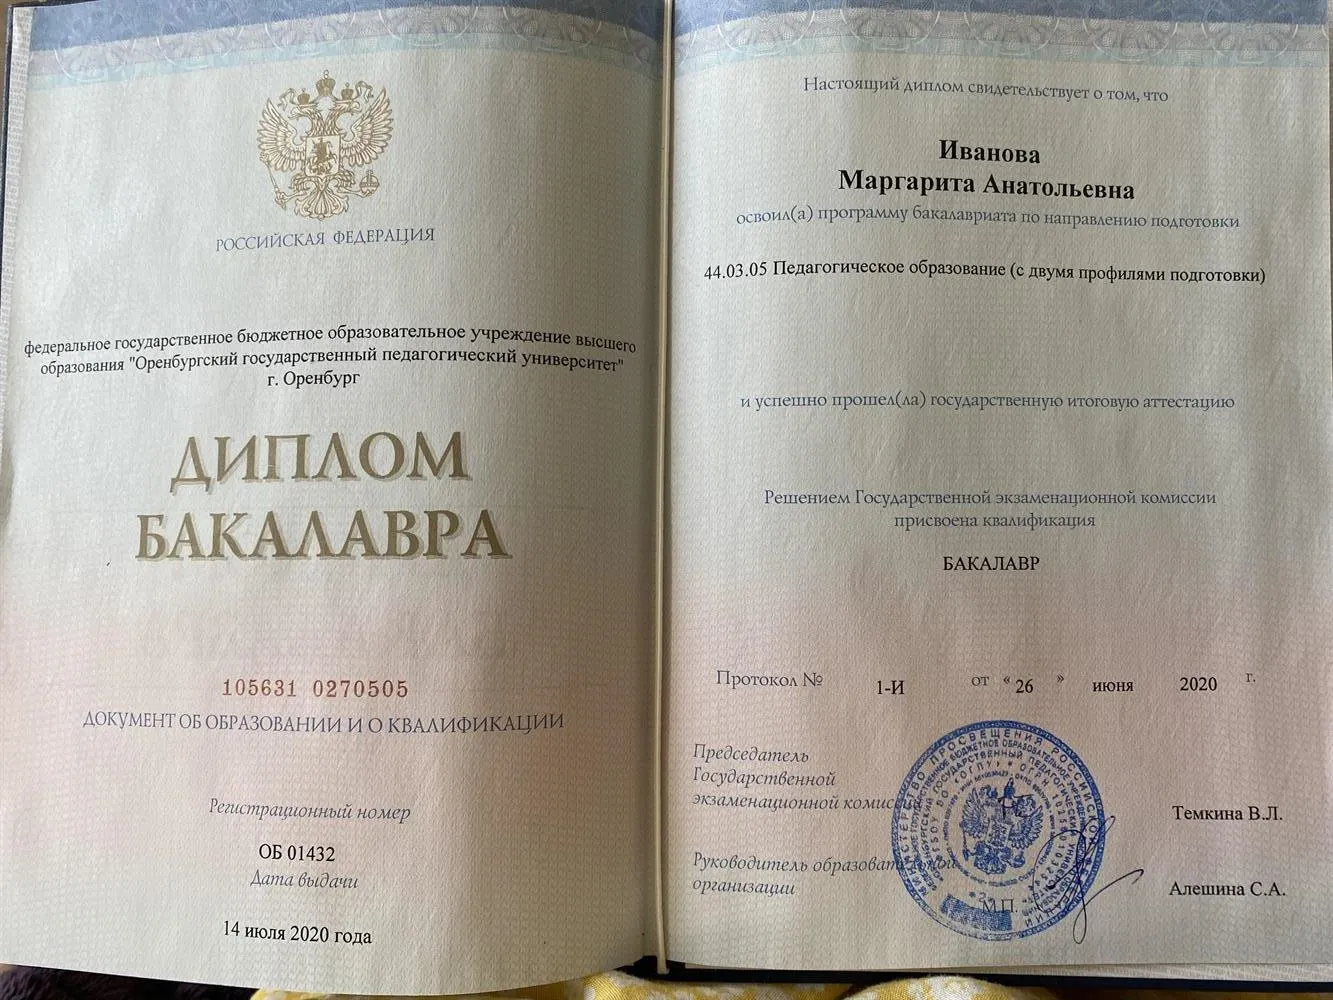 РОССИЙСКАЯ ФЕДЕРАЦИЯ
федеральное государственное бюджетное образовательное учреждение высшего
образования "Оренбургский государственный педагогический университет"
г. Оренбург
ДИПЛОМ
БАКАЛАВРА
105631 0270505
ДОКУМЕНТ ОБ ОБРАЗОВАНИИ И О КВАЛИФИКАЦИИ
Регистрационный номер
ОБ 01432
Дата выдачи
14 июля 2020 года
Настоящий диплом свидетельствует о том, что
Иванова
Маргарита Анатольевна
освоил(а) программу бакалавриата по направлению подготовки
44.03.05 Педагогическое образование (с двумя профилями подготовки)
и успешно прошел(ла) государственную итоговую аттестацию
Решением Государственной экзаменационной комиссии
присвоена квалификация
БАКАЛАВР
Протокол № 1-И от « 26 » июня 2020 г.
Председатель
Государственной
экзаменационной комиссии
Темкина В.Л.
Руководитель образовательной
организации
Алешина С.А.
М.П.
МИНИСТЕРСТВО ПРОСВЕЩЕНИЯ РОССИЙСКОЙ ФЕДЕРАЦИИ